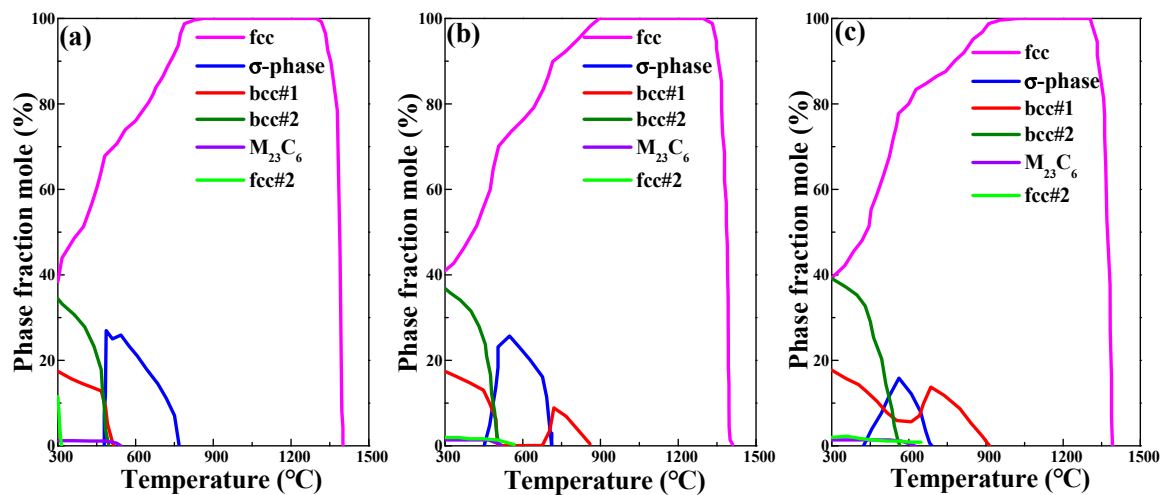 (a)
fcc
σ-phase
bcc#1
bcc#2
M₂₃C₆
fcc#2
Phase fraction mole (%)
100
80
60
40
20
0
300 600 900 1200 1500
Temperature (℃)
(b)
fcc
σ-phase
bcc#1
bcc#2
M₂₃C₆
fcc#2
Phase fraction mole (%)
100
80
60
40
20
0
300 600 900 1200 1500
Temperature (℃)
(c)
fcc
σ-phase
bcc#1
bcc#2
M₂₃C₆
fcc#2
Phase fraction mole (%)
100
80
60
40
20
0
300 600 900 1200 1500
Temperature (℃)